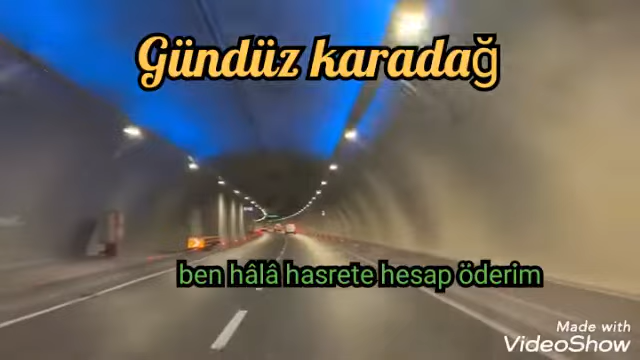 Gündüz karadağ
ben hâlâ hasrete hesap öderim
Made with
VideoShow